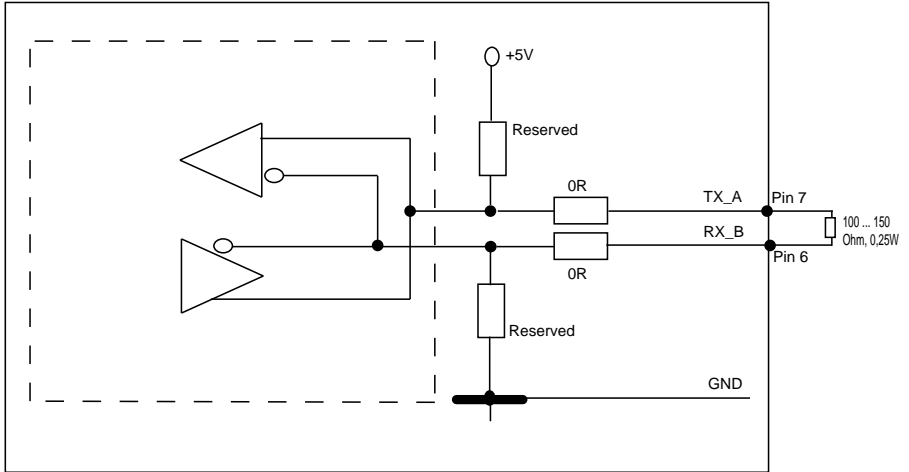 +5V
Reserved
0R
TX_A
Pin 7
100 ... 150
Ohm, 0,25W
RX_B
Pin 6
0R
Reserved
GND